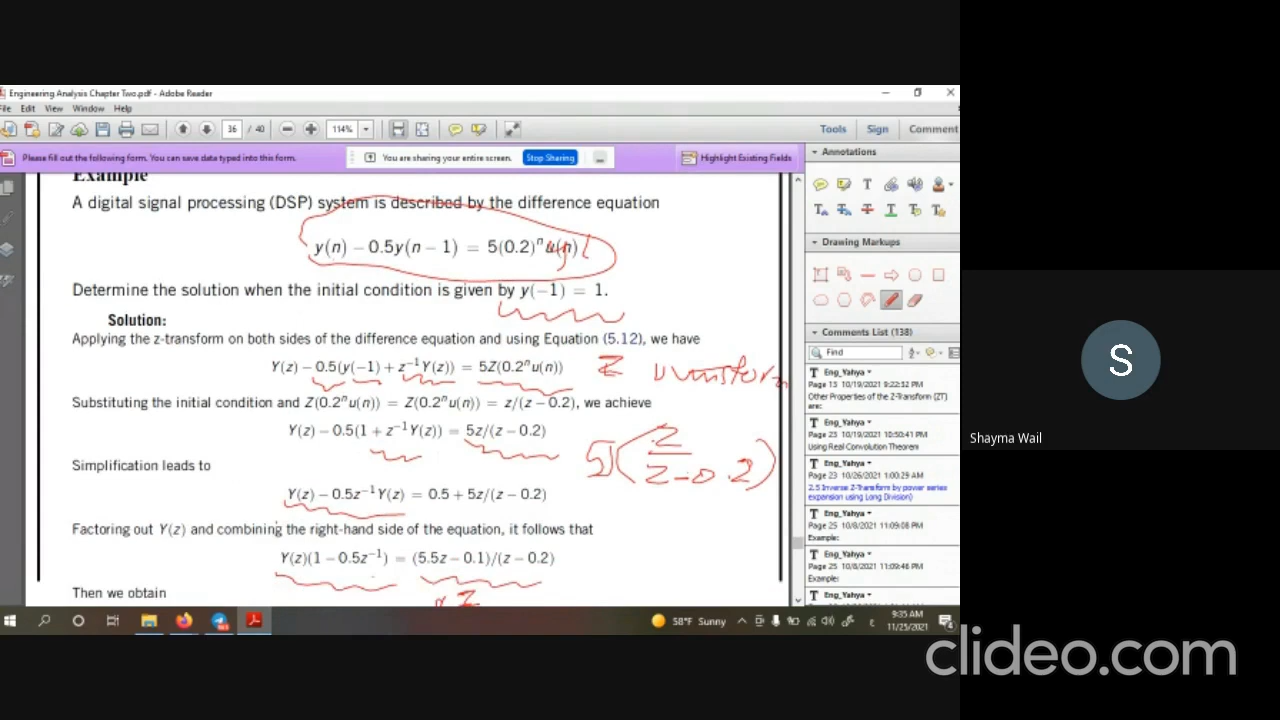 Engineering Analysis Chapter Two.pdf - Adobe Reader
File Edit View Window Help
36 / 40 114% Tools Sign Comment
Please fill out the following form. You can save data typed into this form.
You are sharing your entire screen. Stop Sharing
Highlight Existing Fields
Example
A digital signal processing (DSP) system is described by the difference equation
y(n) − 0.5y(n − 1) = 5(0.2)ⁿu(n)
Determine the solution when the initial condition is given by y(−1) = 1.
Solution:
Applying the z-transform on both sides of the difference equation and using Equation (5.12), we have
Y(z) − 0.5(y(−1) + z⁻¹Y(z)) = 5Z(0.2ⁿu(n))
Z transform
Substituting the initial condition and Z(0.2ⁿu(n)) = Z(0.2ⁿu(n)) = z/(z − 0.2), we achieve
Y(z) − 0.5(1 + z⁻¹Y(z)) = 5z/(z − 0.2)
5(z/z-0.2)
Simplification leads to
Y(z) − 0.5z⁻¹Y(z) = 0.5 + 5z/(z − 0.2)
Factoring out Y(z) and combining the right-hand side of the equation, it follows that
Y(z)(1 − 0.5z⁻¹) = (5.5z − 0.1)/(z − 0.2)
Then we obtain
Annotations
Drawing Markups
Comments List (138)
Find
Eng_Yahya
Page 13 10/19/2021 9:22:32 PM
Other Properties of the Z-Transform (ZT)
are:
Eng_Yahya
Page 23 10/19/2021 10:50:41 PM
Using Real Convolution Theorem
Eng_Yahya
Page 23 10/26/2021 1:00:29 AM
2.5 Inverse Z-Transform by power series
expansion using Long Division)
Eng_Yahya
Page 25 10/8/2021 11:09:08 PM
Example:
Eng_Yahya
Page 25 10/8/2021 11:09:46 PM
Example:
Eng_Yahya
58°F Sunny
9:35 AM
11/25/2021
4
S
Shayma Wail
clideo.com